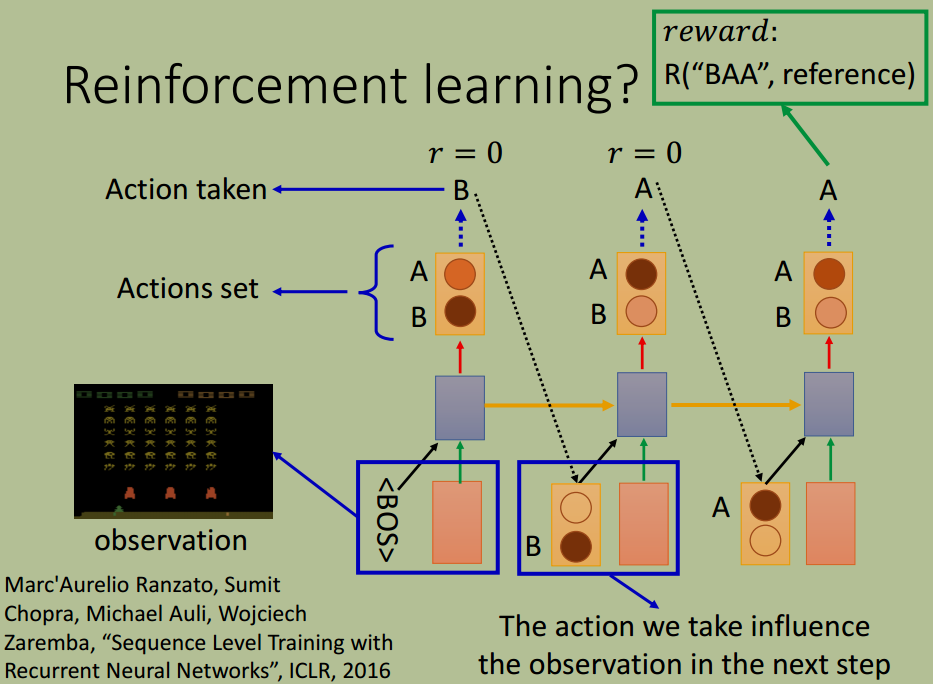 reward:
R(“BAA”, reference)
Reinforcement learning?
r = 0
r = 0
Action taken
B
A
A
Actions set
A
B
A
B
A
B
<BOS>
B
A
observation
Marc'Aurelio Ranzato, Sumit
Chopra, Michael Auli, Wojciech
Zaremba, “Sequence Level Training with
Recurrent Neural Networks”, ICLR, 2016
The action we take influence
the observation in the next step